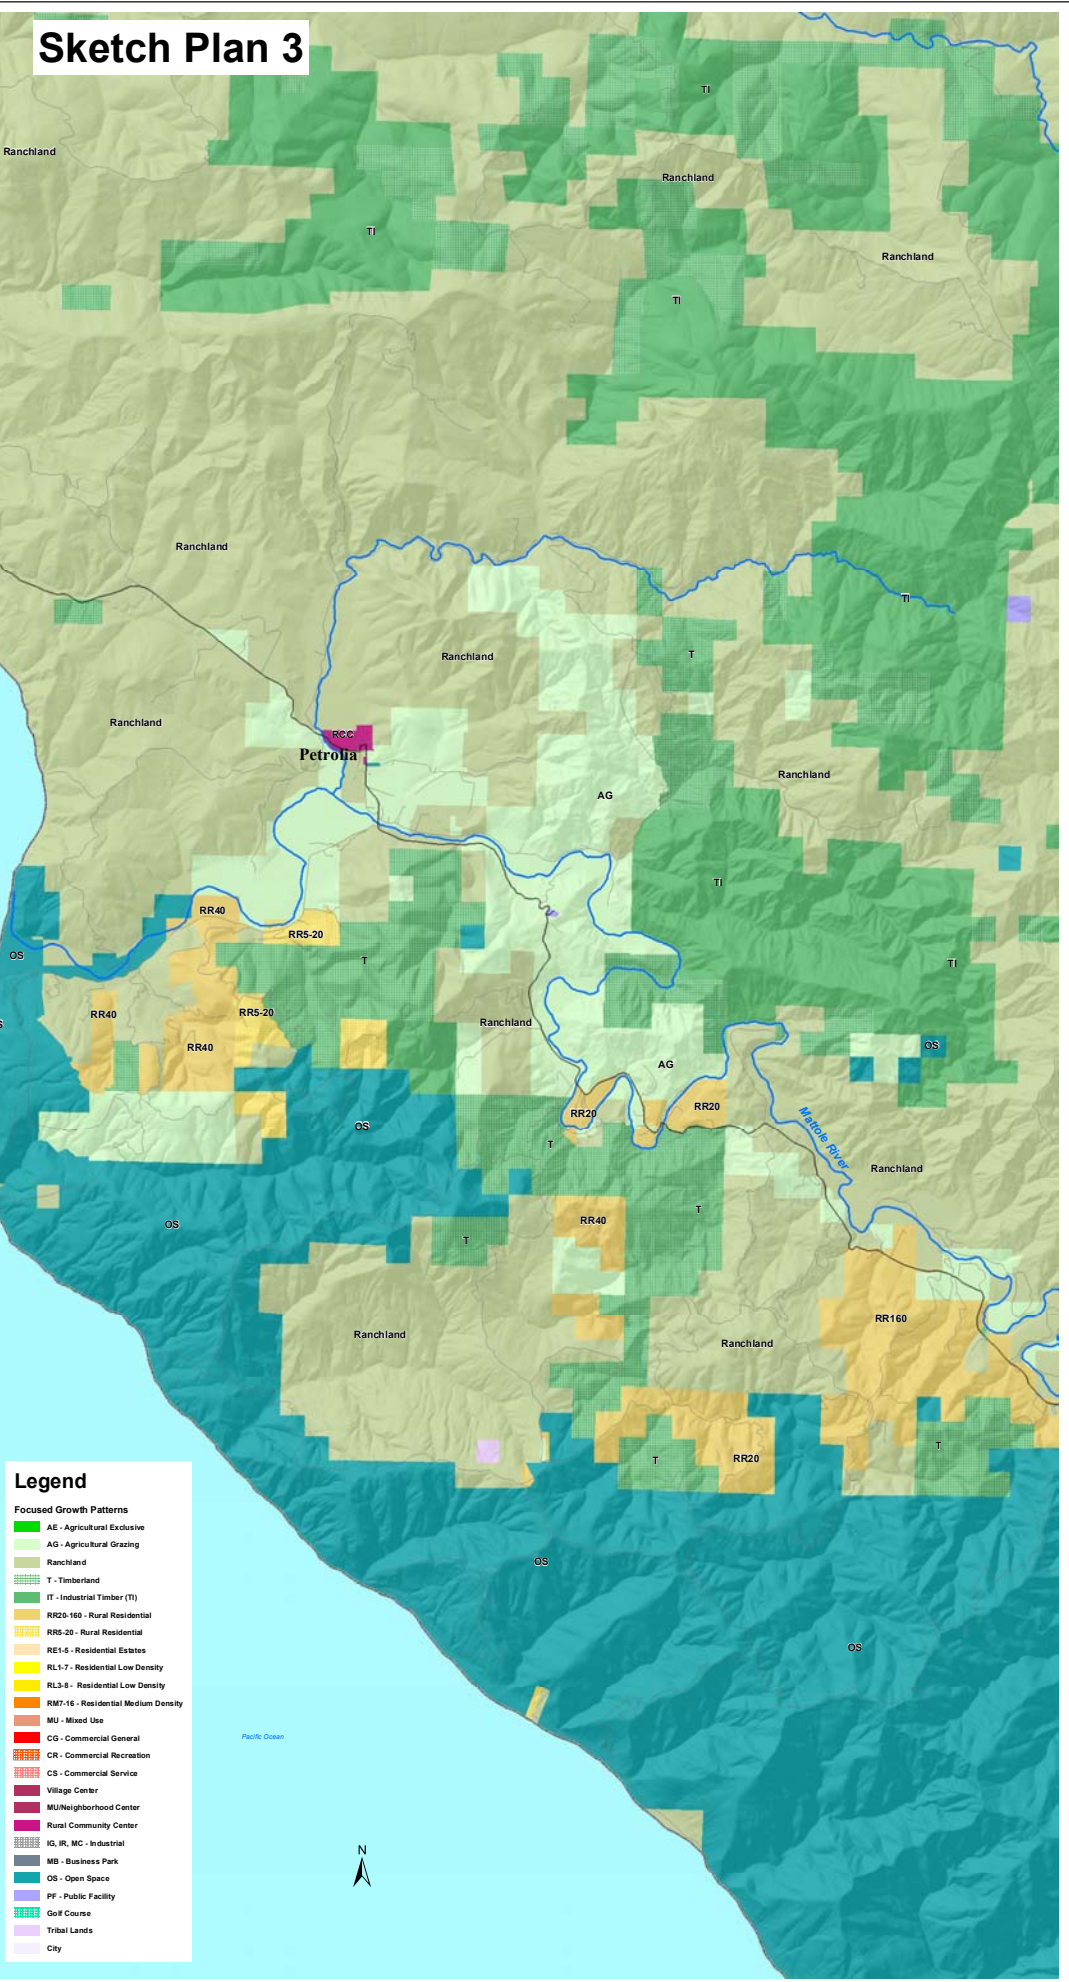 Sketch Plan 3
TI
Ranchland
Ranchland
TI
Ranchland
TI
Ranchland
TI
Ranchland
T
Ranchland
RCC
Petrolia
Ranchland
AG
TI
RR40
RR5-20
OS
T
TI
RR40
RR5-20
Ranchland
S
RR40
OS
AG
RR20
RR20
OS
Mattole River
T
Ranchland
T
RR40
OS
T
RR160
Ranchland
Ranchland
T
RR20
T
OS
OS
Pacific Ocean
N
Legend
Focused Growth Patterns
AE - Agricultural Exclusive
AG - Agricultural Grazing
Ranchland
T - Timberland
IT - Industrial Timber (TI)
RR20-160 - Rural Residential
RR5-20 - Rural Residential
RE1-5 - Residential Estates
RL1-7 - Residential Low Density
RL3-8 - Residential Low Density
RM7-16 - Residential Medium Density
MU - Mixed Use
CG - Commercial General
CR - Commercial Recreation
CS - Commercial Service
Village Center
MU/Neighborhood Center
Rural Community Center
IG, IR, MC - Industrial
MB - Business Park
OS - Open Space
PF - Public Facility
Golf Course
Tribal Lands
City